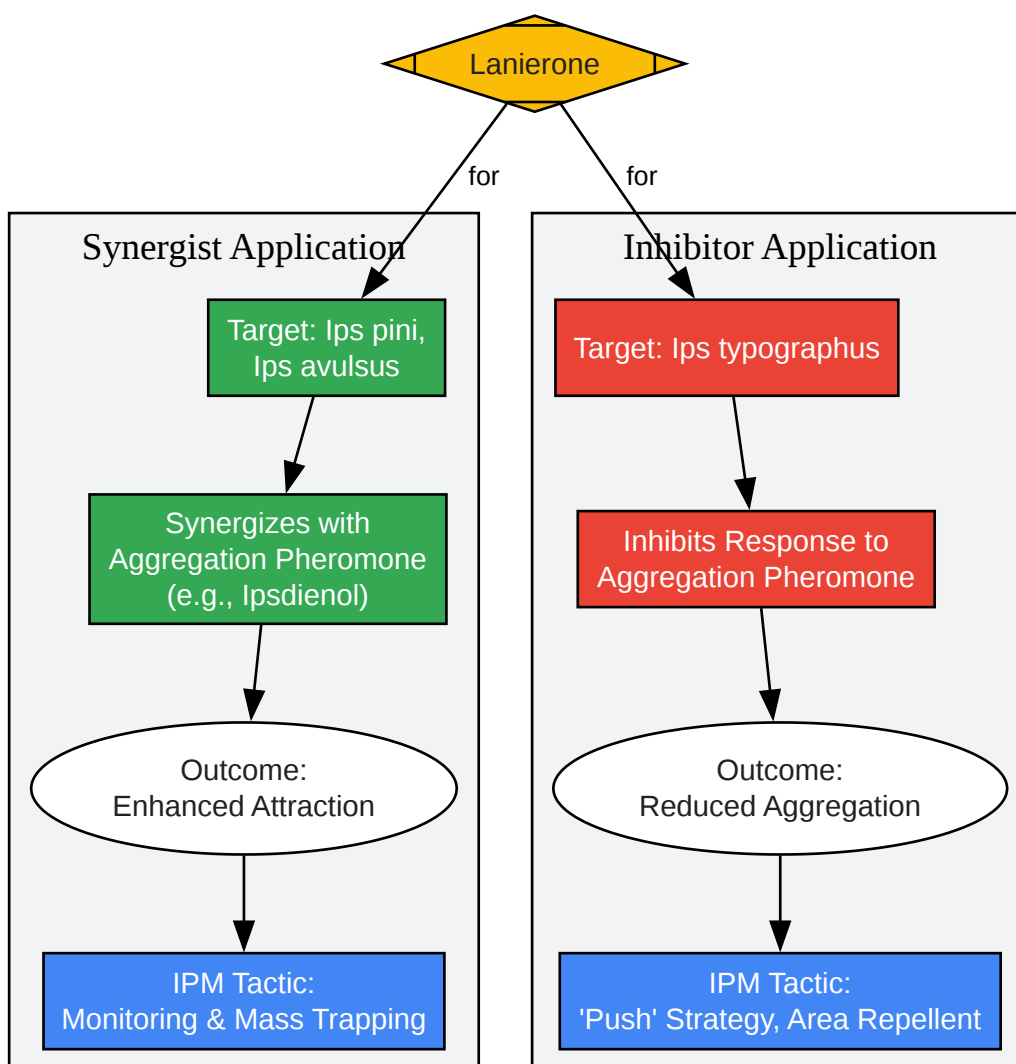 Lanierone
for
for
Synergist Application
Target: Ips pini,
Ips avulsus
Synergizes with
Aggregation Pheromone
(e.g., Ipsdienol)
Outcome:
Enhanced Attraction
IPM Tactic:
Monitoring & Mass Trapping
Inhibitor Application
Target: Ips typographus
Inhibits Response to
Aggregation Pheromone
Outcome:
Reduced Aggregation
IPM Tactic:
'Push' Strategy, Area Repellent